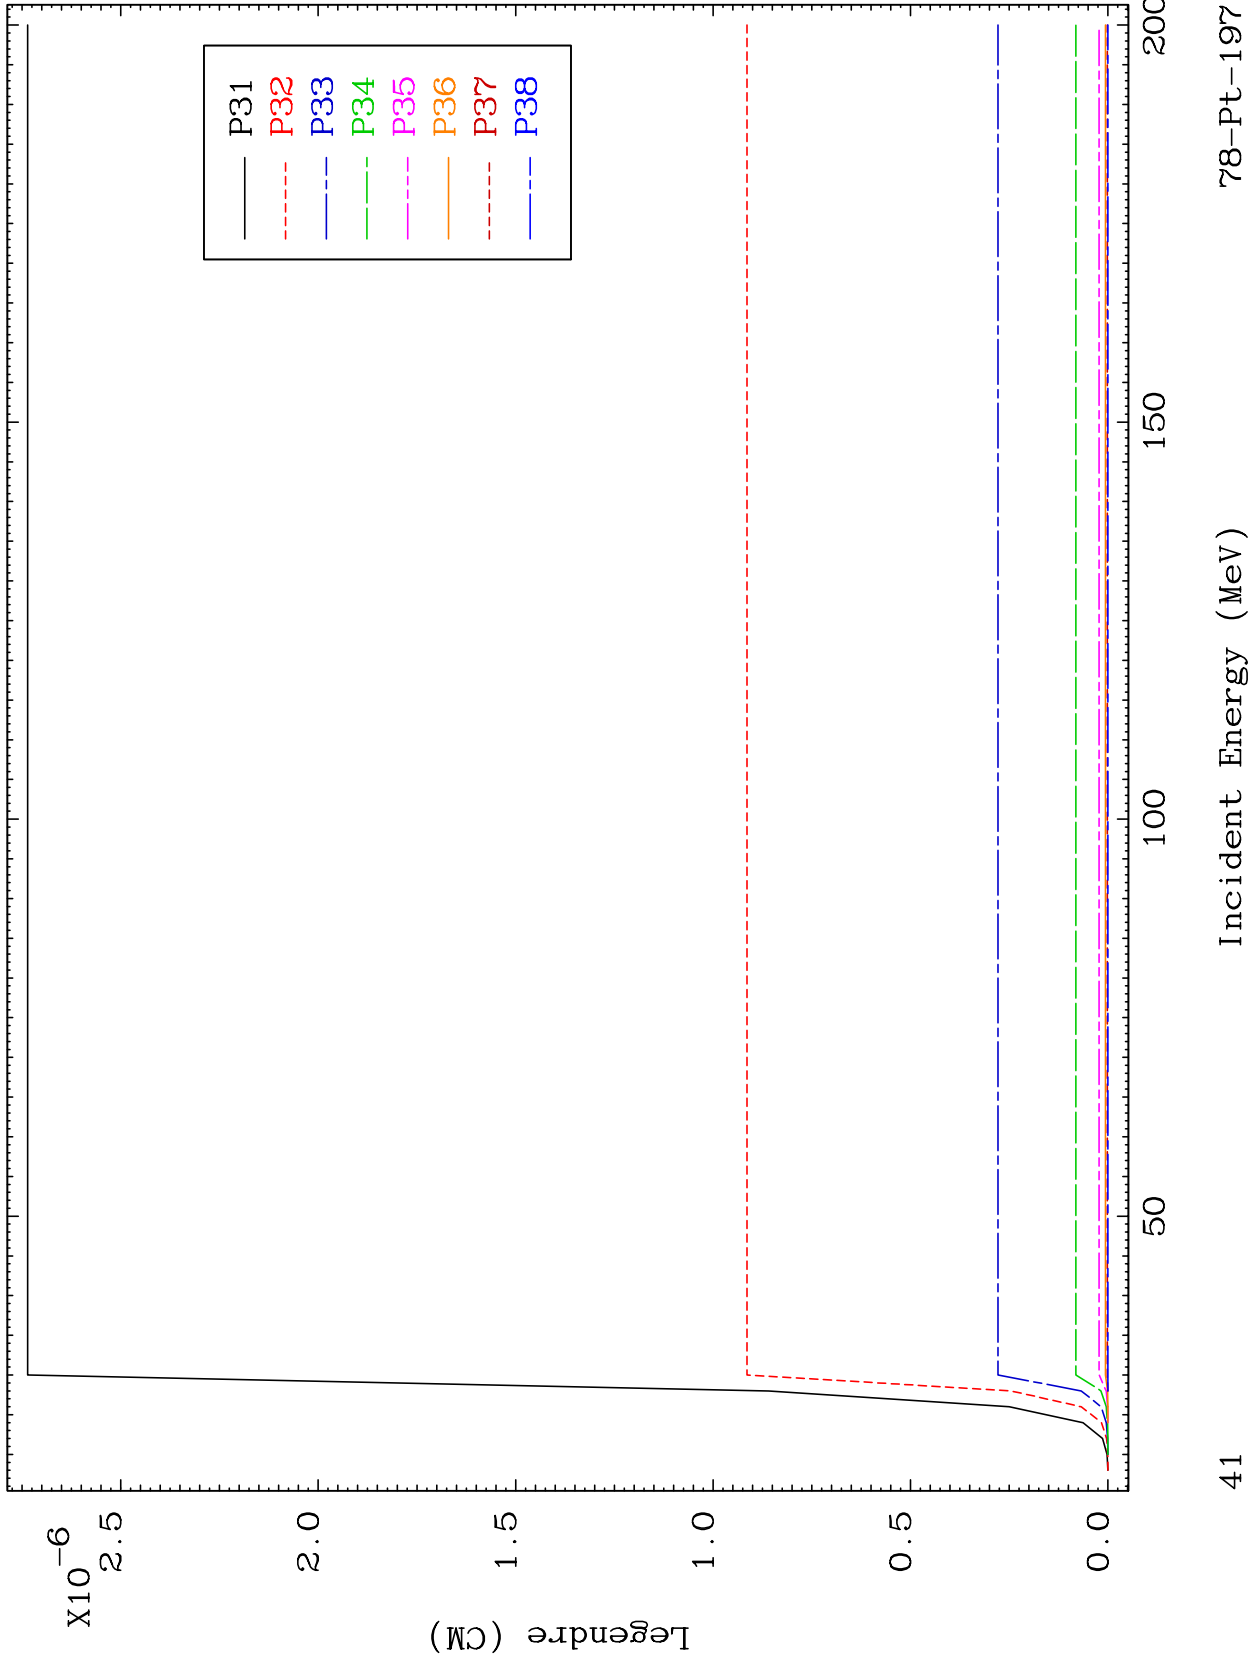 X10-6
2.5
2.0
1.5
1.0
0.5
0.0
Legendre (CM)
P31
P32
P33
P34
P35
P36
P37
P38
50
100
150
200
41
Incident Energy (MeV)
78-Pt-197